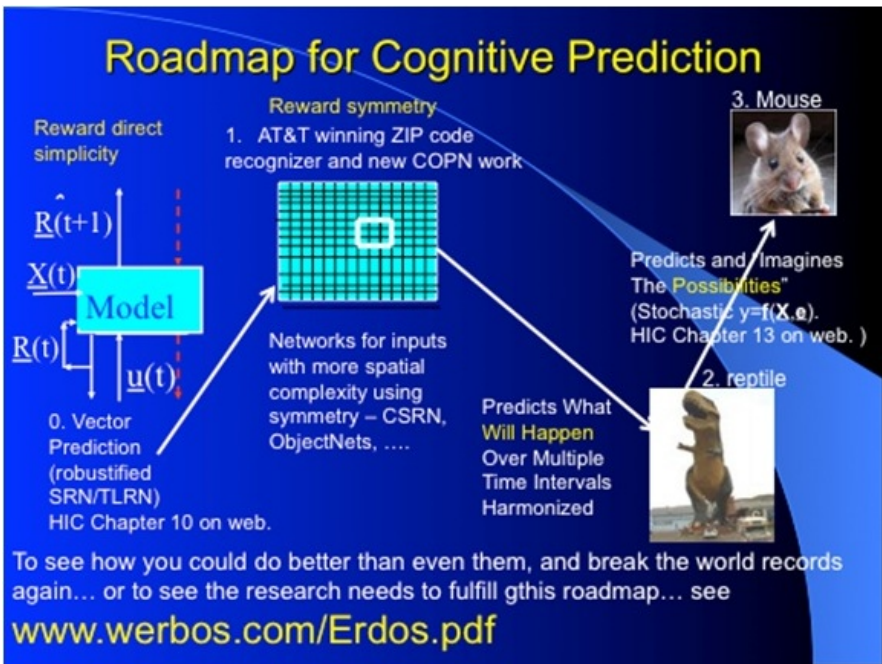 Roadmap for Cognitive Prediction
Reward direct
simplicity
R̂(t+1)
X(t)
Model
R(t)
u(t)
0. Vector
Prediction
(robustified
SRN/TLRN)
HIC Chapter 10 on web.
Reward symmetry
1. AT&T winning ZIP code
recognizer and new COPN work
Networks for inputs
with more spatial
complexity using
symmetry – CSRN,
ObjectNets, ….
Predicts What
Will Happen
Over Multiple
Time Intervals
Harmonized
2. reptile
Predicts and “Imagines
The Possibilities”
(Stochastic y=f(X,e).
HIC Chapter 13 on web. )
3. Mouse
To see how you could do better than even them, and break the world records
again… or to see the research needs to fulfill gthis roadmap… see
www.werbos.com/Erdos.pdf